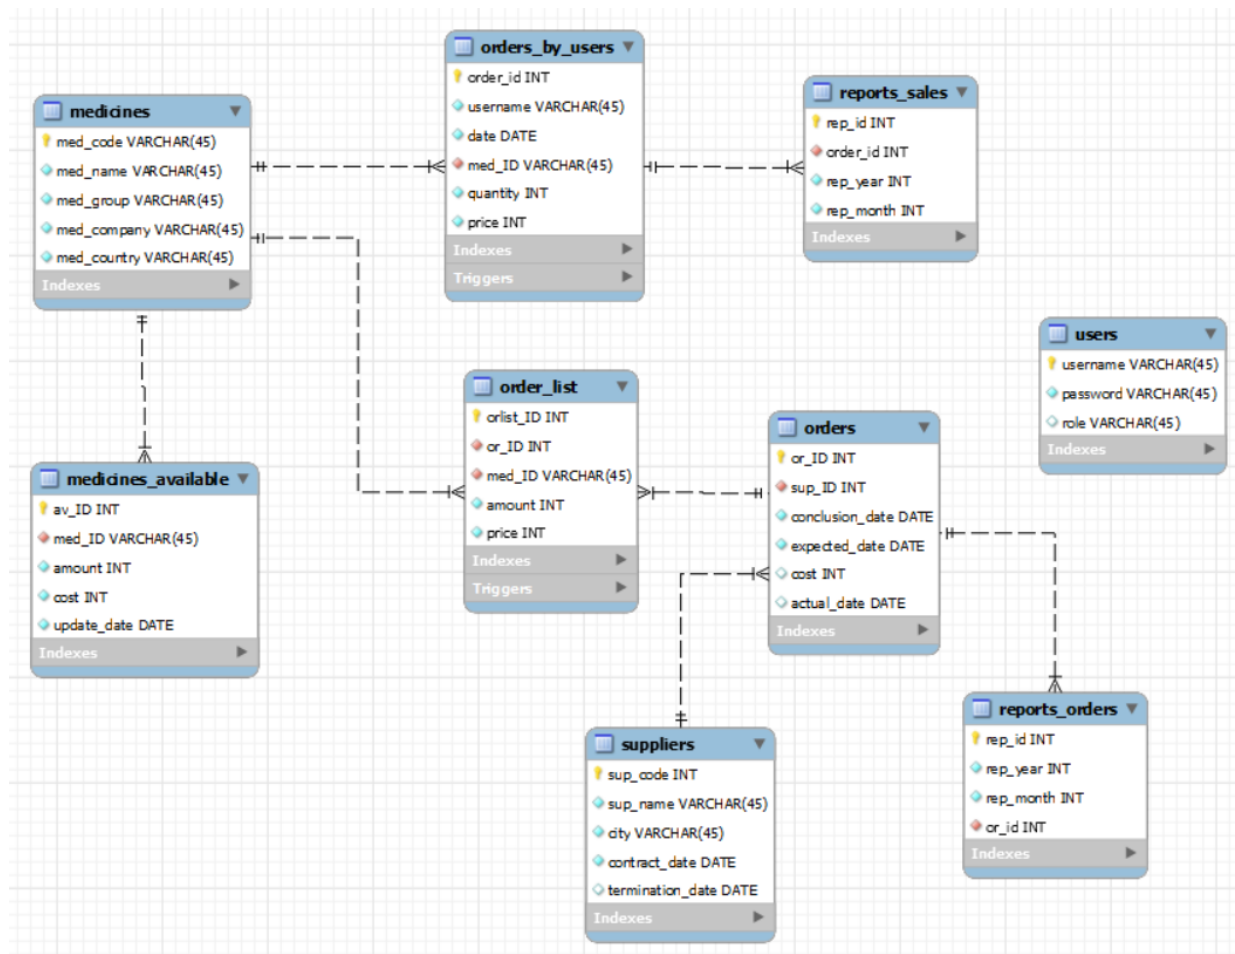 medicines
med_code VARCHAR(45)
med_name VARCHAR(45)
med_group VARCHAR(45)
med_company VARCHAR(45)
med_country VARCHAR(45)
Indexes
orders_by_users
order_id INT
username VARCHAR(45)
date DATE
med_ID VARCHAR(45)
quantity INT
price INT
Indexes
Triggers
reports_sales
rep_id INT
order_id INT
rep_year INT
rep_month INT
Indexes
users
username VARCHAR(45)
password VARCHAR(45)
role VARCHAR(45)
Indexes
medicines_available
av_ID INT
med_ID VARCHAR(45)
amount INT
cost INT
update_date DATE
Indexes
order_list
orlist_ID INT
or_ID INT
med_ID VARCHAR(45)
amount INT
price INT
Indexes
Triggers
orders
or_ID INT
sup_ID INT
conclusion_date DATE
expected_date DATE
cost INT
actual_date DATE
Indexes
suppliers
sup_code INT
sup_name VARCHAR(45)
city VARCHAR(45)
contract_date DATE
termination_date DATE
Indexes
reports_orders
rep_id INT
rep_year INT
rep_month INT
or_id INT
Indexes